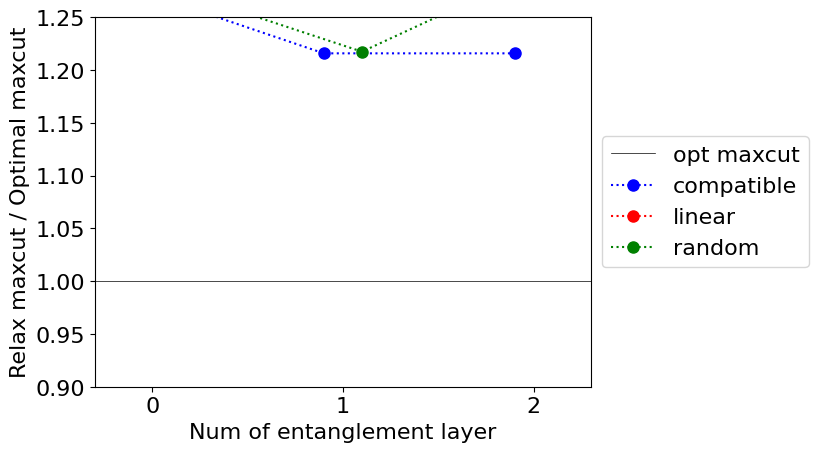 1.25
1.20
1.15
1.10
1.05
1.00
0.95
0.90
Relax maxcut / Optimal maxcut
0 1 2
Num of entanglement layer
opt maxcut
compatible
linear
random